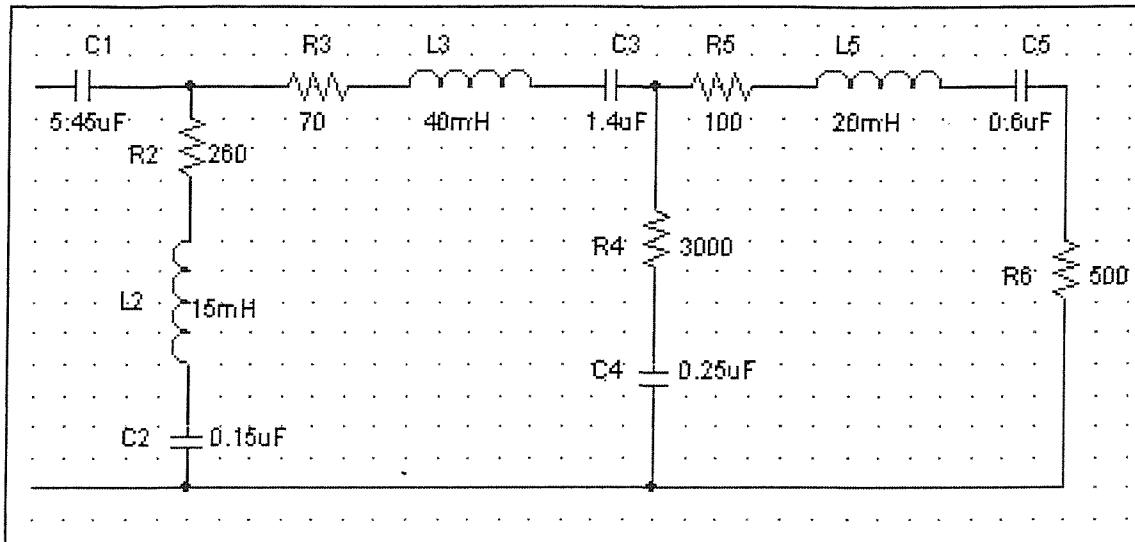 C1 R3 L3 C3 R5 L5 C5
5.45uF 70 40mH 1.4uF 100 20mH 0.6uF
R2 260
R4 3000
R6 500
L2 15mH
C4 0.25uF
C2 0.15uF